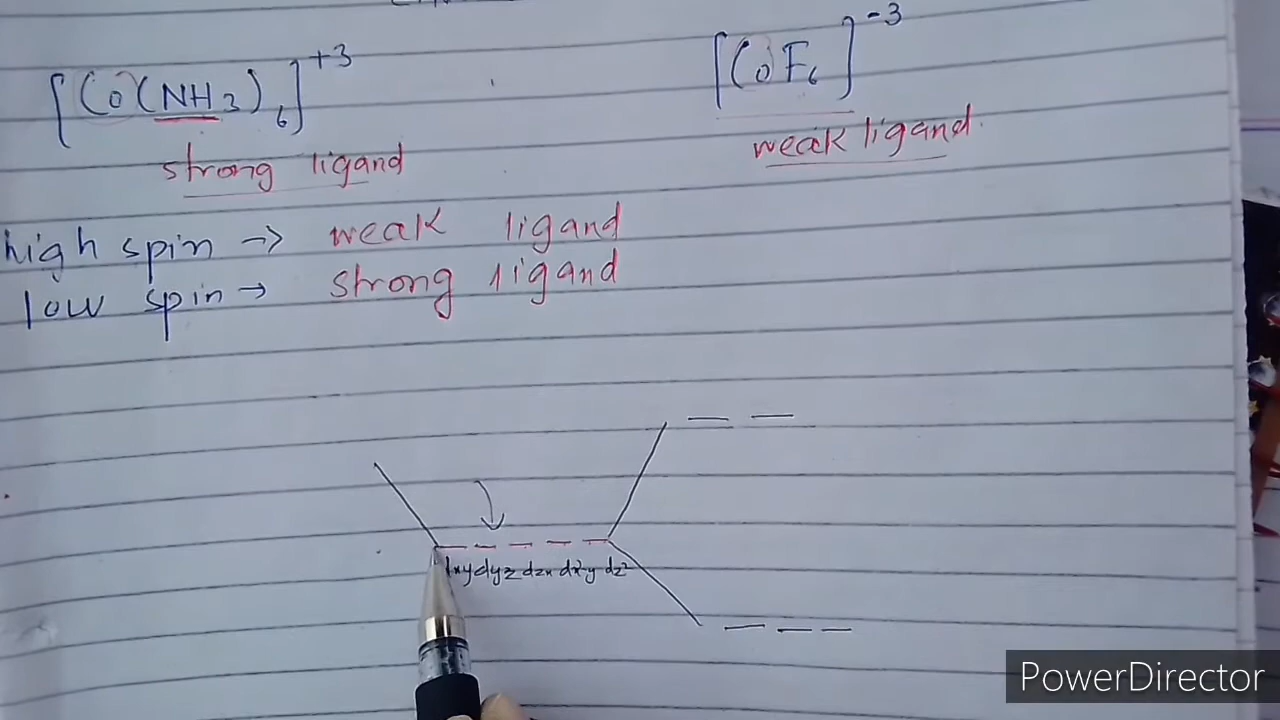 [Co(NH3)6]+3
[CoF6]-3
strong ligand
weak ligand.
high spin -> weak ligand
low spin -> strong ligand
dxy dyz dzx dx²-y dz²
PowerDirector